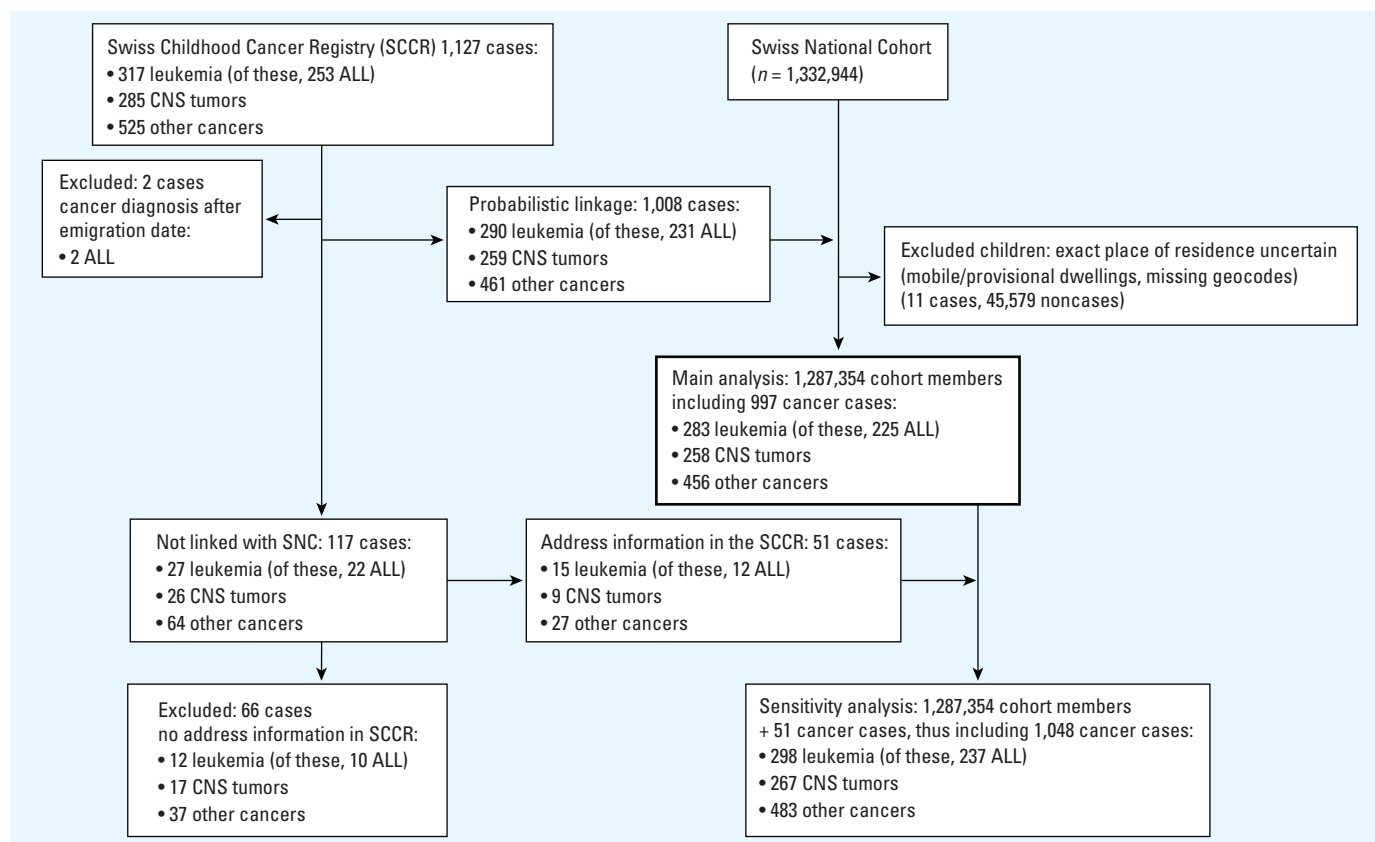 Swiss Childhood Cancer Registry (SCCR) 1,127 cases:
• 317 leukemia (of these, 253 ALL)
• 285 CNS tumors
• 525 other cancers
Swiss National Cohort
(n = 1,332,944)
Excluded: 2 cases
cancer diagnosis after
emigration date:
• 2 ALL
Probabilistic linkage: 1,008 cases:
• 290 leukemia (of these, 231 ALL)
• 259 CNS tumors
• 461 other cancers
Excluded children: exact place of residence uncertain
(mobile/provisional dwellings, missing geocodes)
(11 cases, 45,579 noncases)
Main analysis: 1,287,354 cohort members
including 997 cancer cases:
• 283 leukemia (of these, 225 ALL)
• 258 CNS tumors
• 456 other cancers
Not linked with SNC: 117 cases:
• 27 leukemia (of these, 22 ALL)
• 26 CNS tumors
• 64 other cancers
Address information in the SCCR: 51 cases:
• 15 leukemia (of these, 12 ALL)
• 9 CNS tumors
• 27 other cancers
Excluded: 66 cases
no address information in SCCR:
• 12 leukemia (of these, 10 ALL)
• 17 CNS tumors
• 37 other cancers
Sensitivity analysis: 1,287,354 cohort members
+ 51 cancer cases, thus including 1,048 cancer cases:
• 298 leukemia (of these, 237 ALL)
• 267 CNS tumors
• 483 other cancers